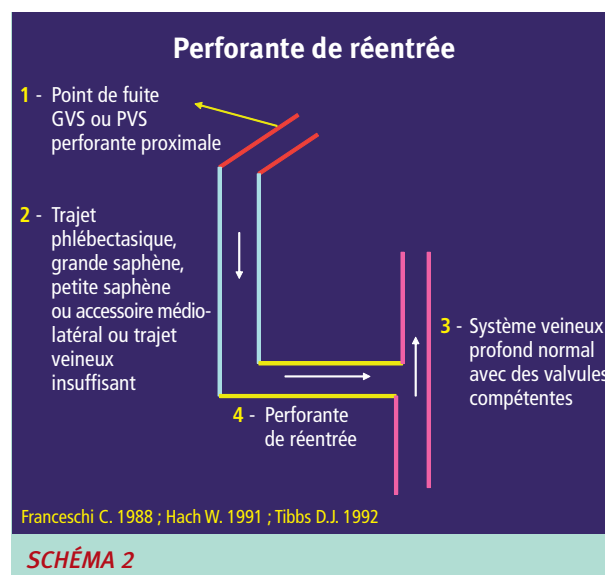 Perforante de réentrée
1 - Point de fuite
GVS ou PVS
perforante proximale
2 - Trajet
phlébectasique,
grande saphène,
petite saphène
ou accessoire médio-
latéral ou trajet
veineux
insuffisant
3 - Système veineux
profond normal
avec des valvules
compétentes
4 - Perforante
de réentrée
Franceschi C. 1988 ; Hach W. 1991 ; Tibbs D.J. 1992
SCHÉMA 2